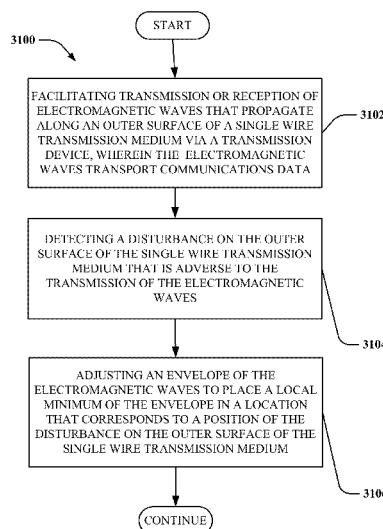 START
3100
FACILITATING TRANSMISSION OR RECEPTION OF
ELECTROMAGNETIC WAVES THAT PROPAGATE
ALONG AN OUTER SURFACE OF A SINGLE WIRE
TRANSMISSION MEDIUM VIA A TRANSMISSION
DEVICE, WHEREIN THE ELECTROMAGNETIC
WAVES TRANSPORT COMMUNICATIONS DATA
3102
DETECTING A DISTURBANCE ON THE OUTER
SURFACE OF THE SINGLE WIRE TRANSMISSION
MEDIUM THAT IS ADVERSE TO THE
TRANSMISSION OF THE ELECTROMAGNETIC
WAVES
3104
ADJUSTING AN ENVELOPE OF THE
ELECTROMAGNETIC WAVES TO PLACE A LOCAL
MINIMUM OF THE ENVELOPE IN A LOCATION
THAT CORRESPONDS TO A POSITION OF THE
DISTURBANCE ON THE OUTER SURFACE OF THE
SINGLE WIRE TRANSMISSION MEDIUM
3106
CONTINUE